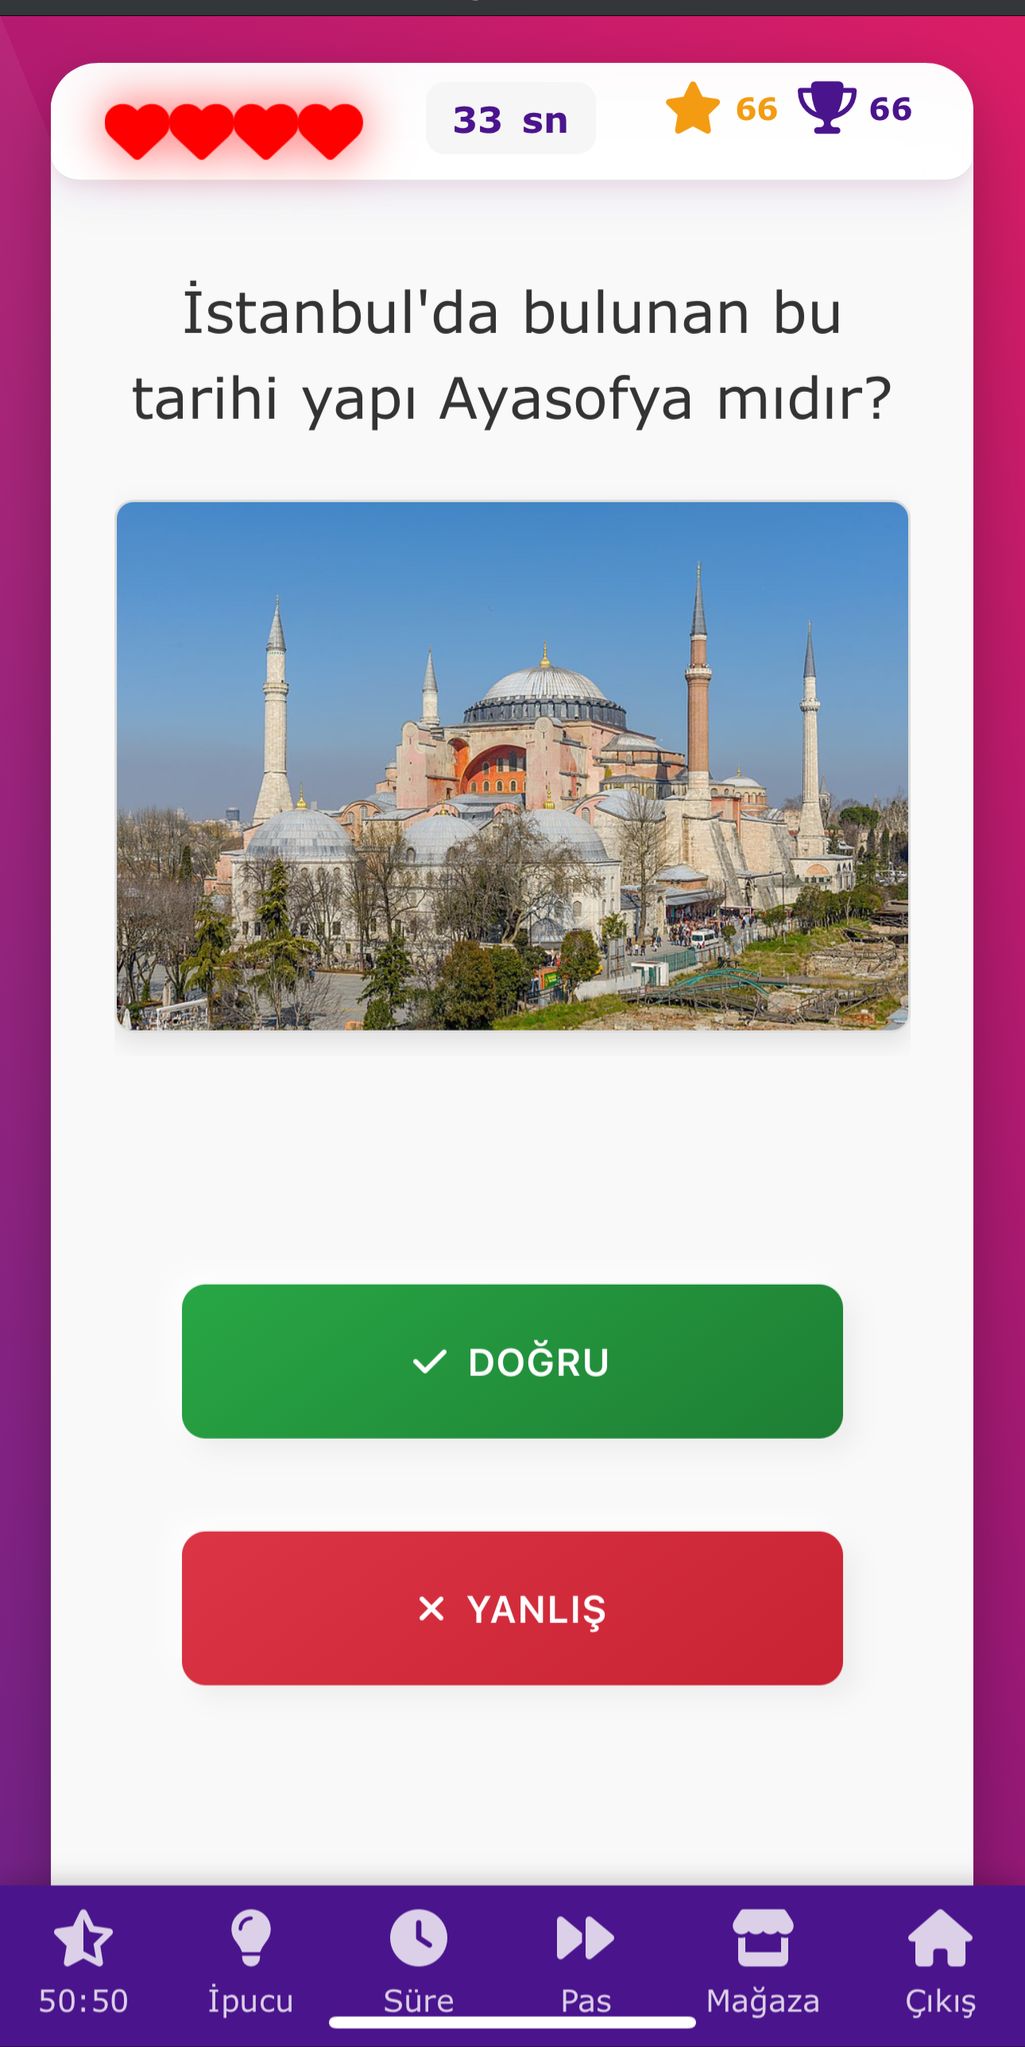 33 sn
66
66
İstanbul'da bulunan bu
tarihi yapı Ayasofya mıdır?
DOĞRU
YANLIŞ
50:50
İpucu
Süre
Pas
Mağaza
Çıkış